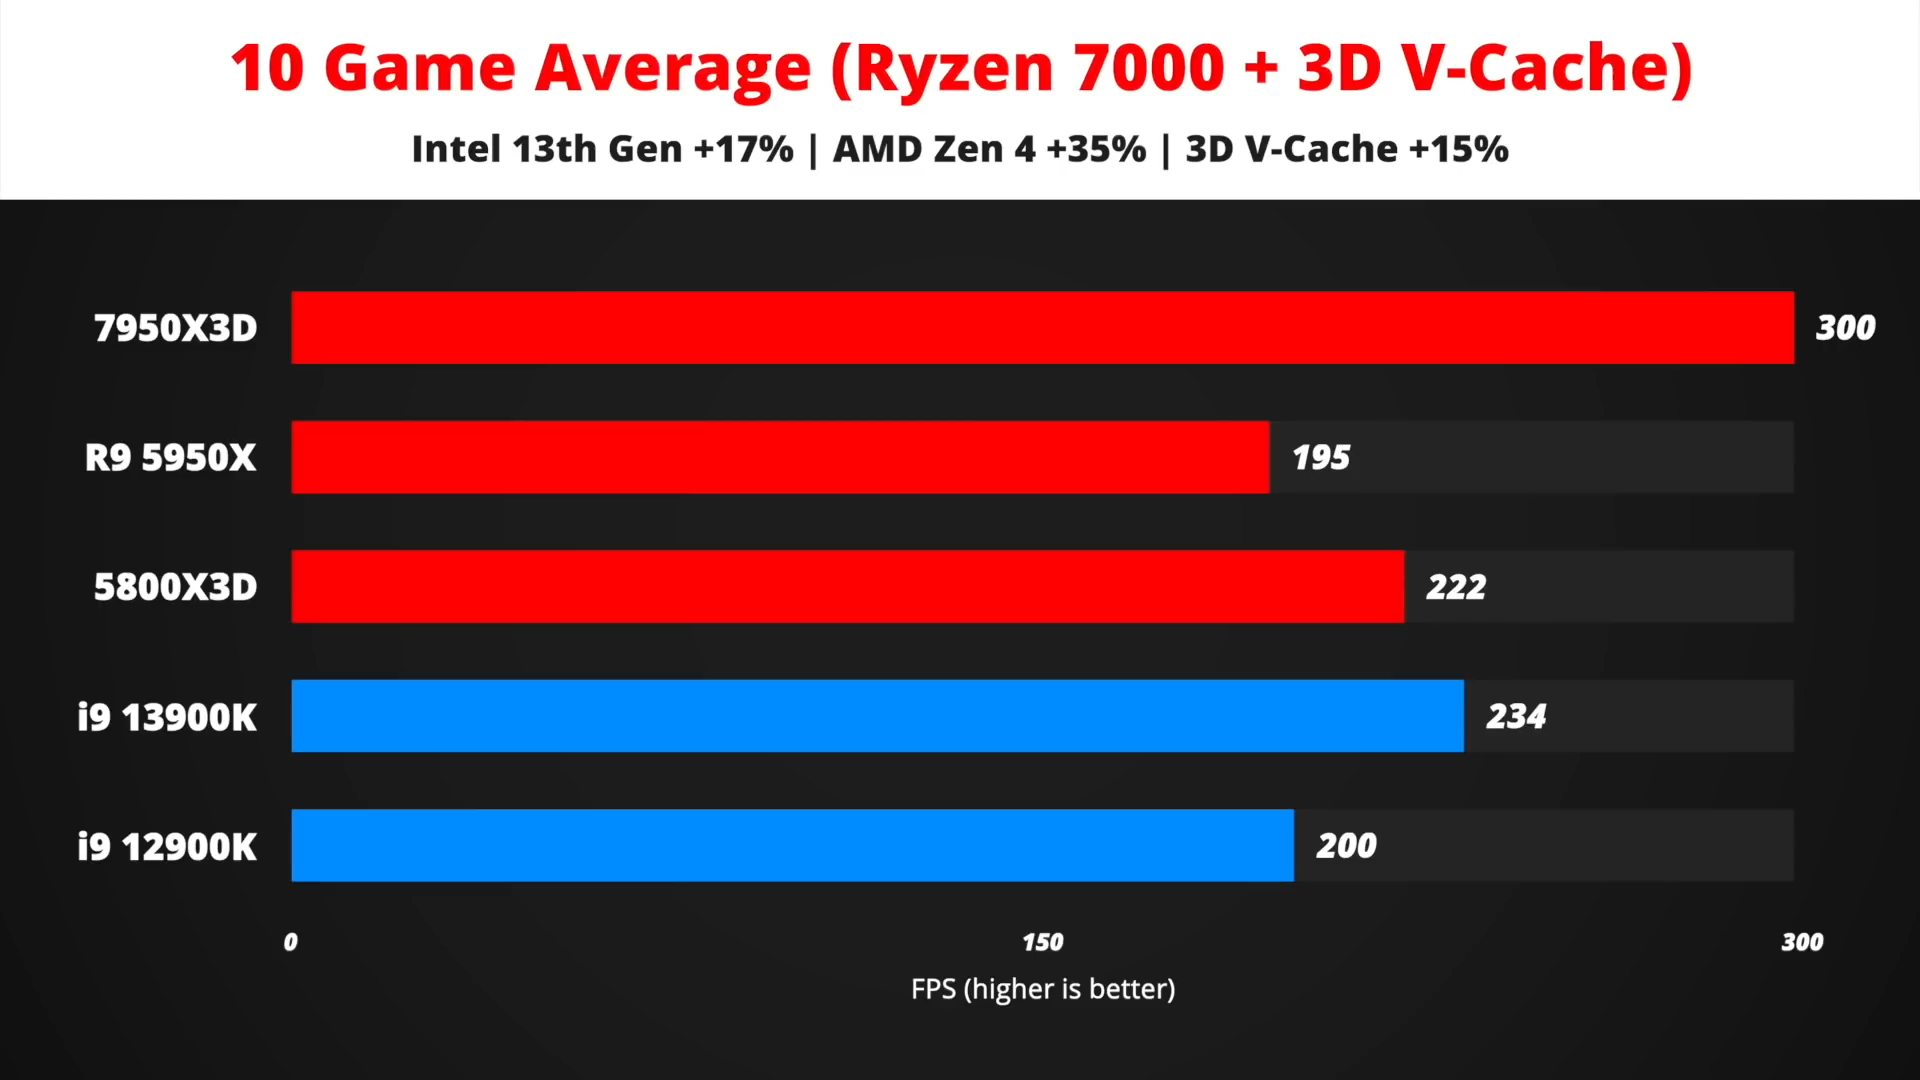 10 Game Average (Ryzen 7000 + 3D V-Cache)
Intel 13th Gen +17% | AMD Zen 4 +35% | 3D V-Cache +15%
7950X3D 300
R9 5950X 195
5800X3D 222
i9 13900K 234
i9 12900K 200
0 150 300
FPS (higher is better)